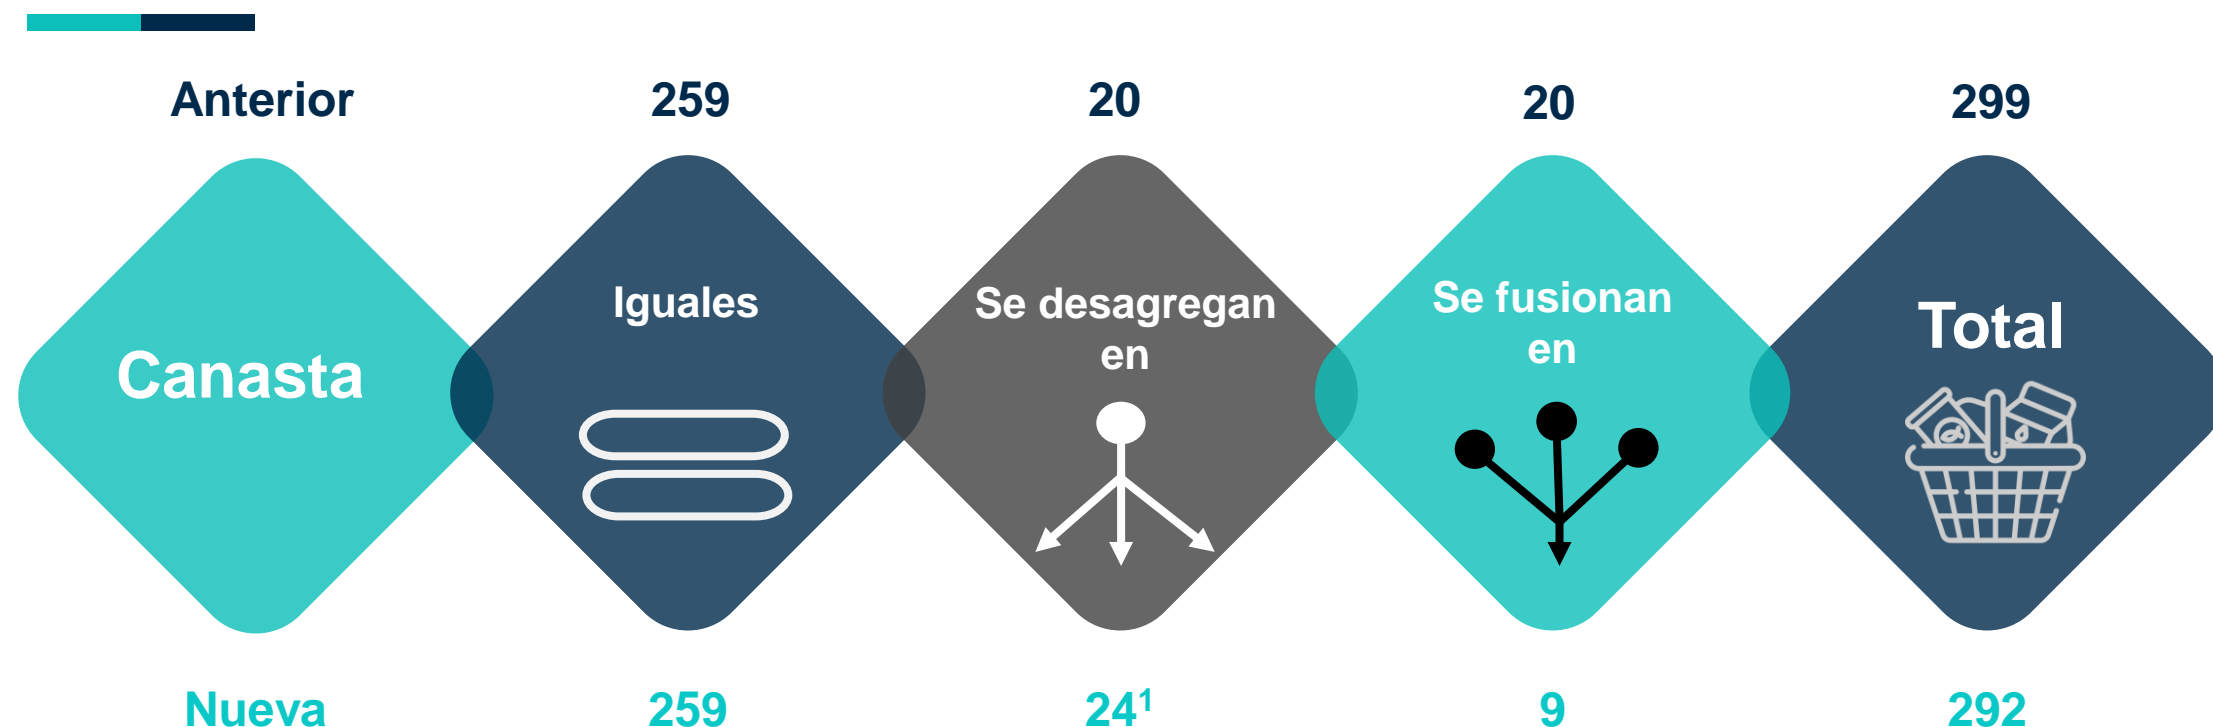 Anterior 259 20 20 299
Canasta
Iguales
Se desagregan
en
Se fusionan
en
Total
Nueva 259 24¹ 9 292